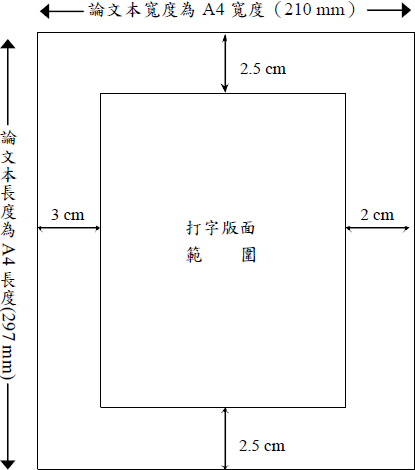 論文本寬度為 A4 寬度（210 mm）
2.5 cm
論文本長度為 A4 長度(297 mm)
3 cm
2 cm
打字版面
範 圍
2.5 cm